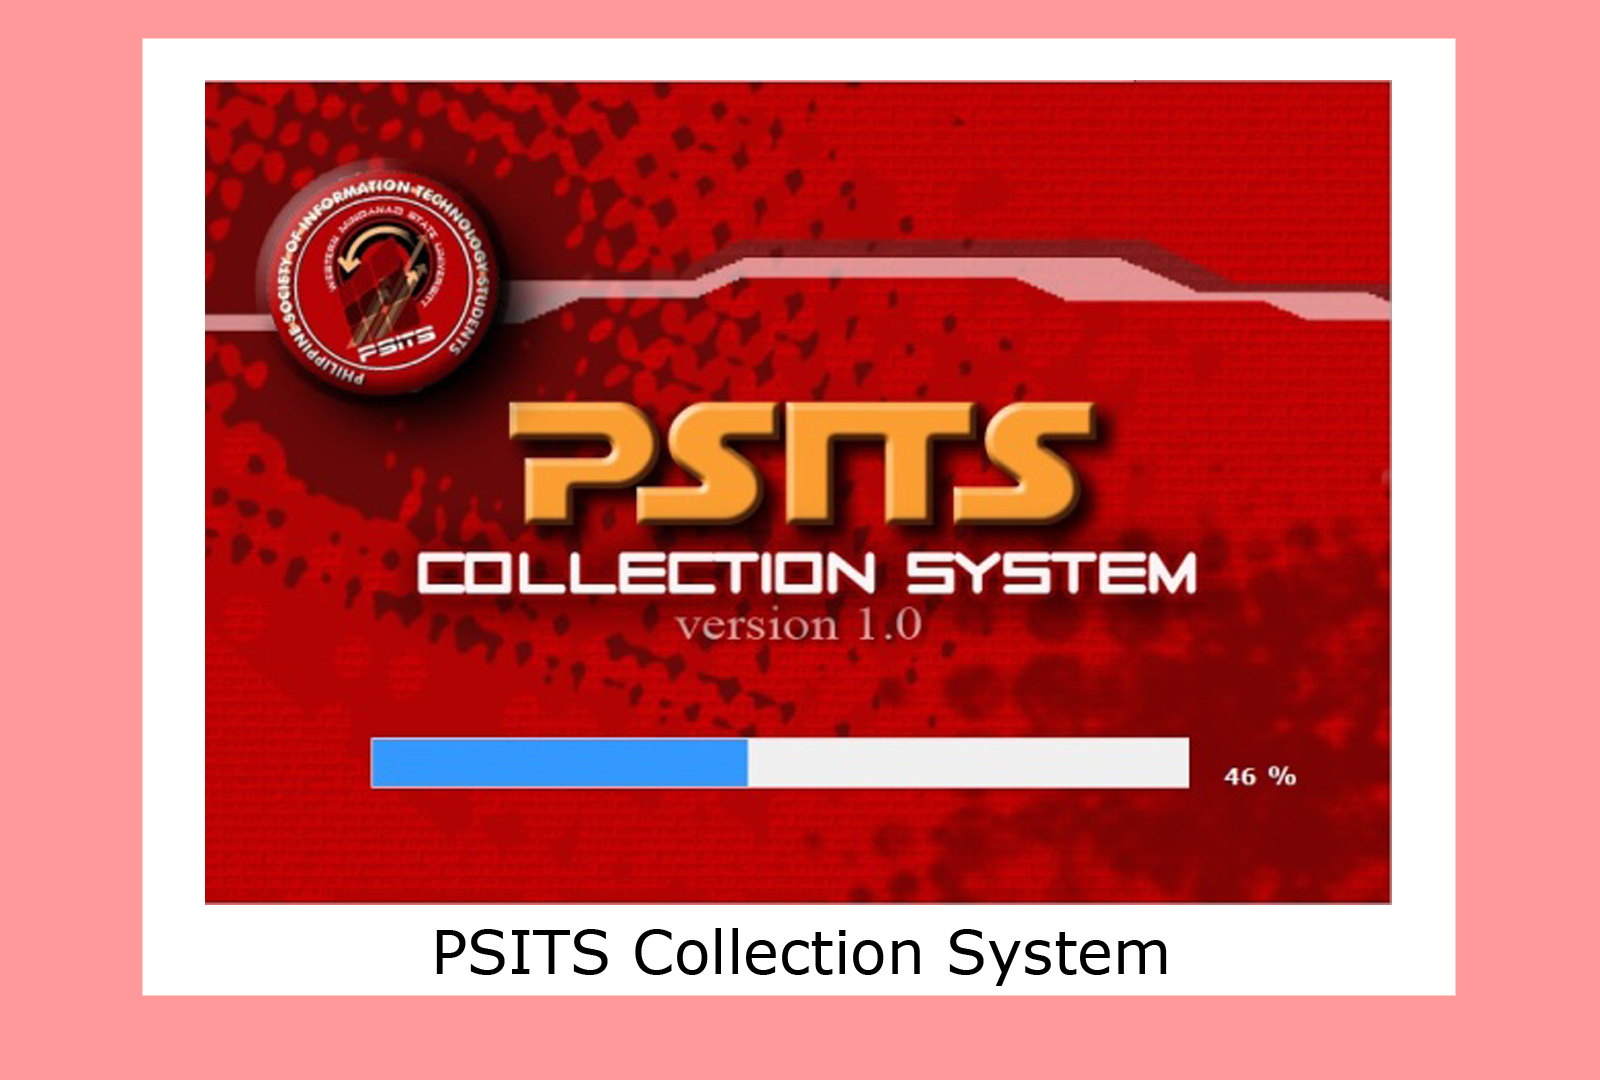 PHILIPPINE SOCIETY OF INFORMATION TECHNOLOGY STUDENTS
WESTERN MINDANAO STATE UNIVERSITY
PSITS
PSITS
COLLECTION SYSTEM
version 1.0
46 %
PSITS Collection System